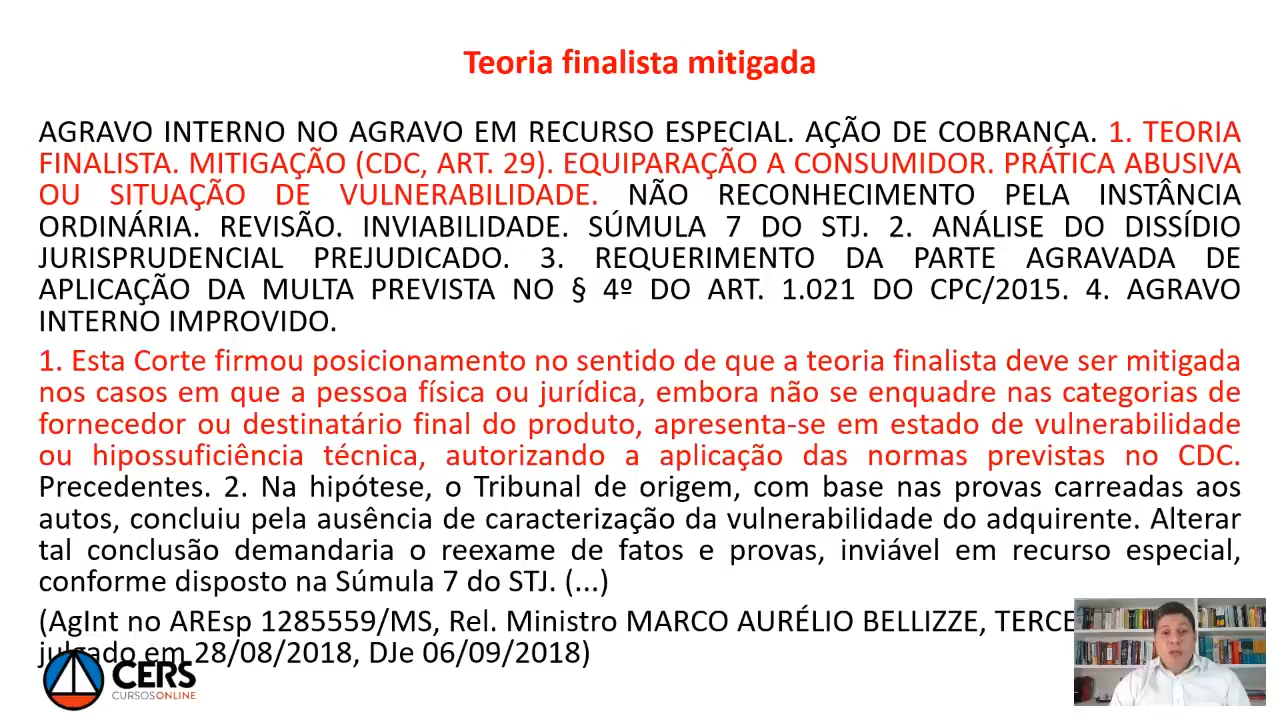 Teoria finalista mitigada
AGRAVO INTERNO NO AGRAVO EM RECURSO ESPECIAL. AÇÃO DE COBRANÇA. 1. TEORIA
FINALISTA. MITIGAÇÃO (CDC, ART. 29). EQUIPARAÇÃO A CONSUMIDOR. PRÁTICA ABUSIVA
OU SITUAÇÃO DE VULNERABILIDADE. NÃO RECONHECIMENTO PELA INSTÂNCIA
ORDINÁRIA. REVISÃO. INVIABILIDADE. SÚMULA 7 DO STJ. 2. ANÁLISE DO DISSÍDIO
JURISPRUDENCIAL PREJUDICADO. 3. REQUERIMENTO DA PARTE AGRAVADA DE
APLICAÇÃO DA MULTA PREVISTA NO § 4º DO ART. 1.021 DO CPC/2015. 4. AGRAVO
INTERNO IMPROVIDO.
1. Esta Corte firmou posicionamento no sentido de que a teoria finalista deve ser mitigada
nos casos em que a pessoa física ou jurídica, embora não se enquadre nas categorias de
fornecedor ou destinatário final do produto, apresenta-se em estado de vulnerabilidade
ou hipossuficiência técnica, autorizando a aplicação das normas previstas no CDC.
Precedentes. 2. Na hipótese, o Tribunal de origem, com base nas provas carreadas aos
autos, concluiu pela ausência de caracterização da vulnerabilidade do adquirente. Alterar
tal conclusão demandaria o reexame de fatos e provas, inviável em recurso especial,
conforme disposto na Súmula 7 do STJ. (...)
(AgInt no AREsp 1285559/MS, Rel. Ministro MARCO AURÉLIO BELLIZZE,
em 28/08/2018, DJe 06/09/2018)
CERS
CURSOSONLINE